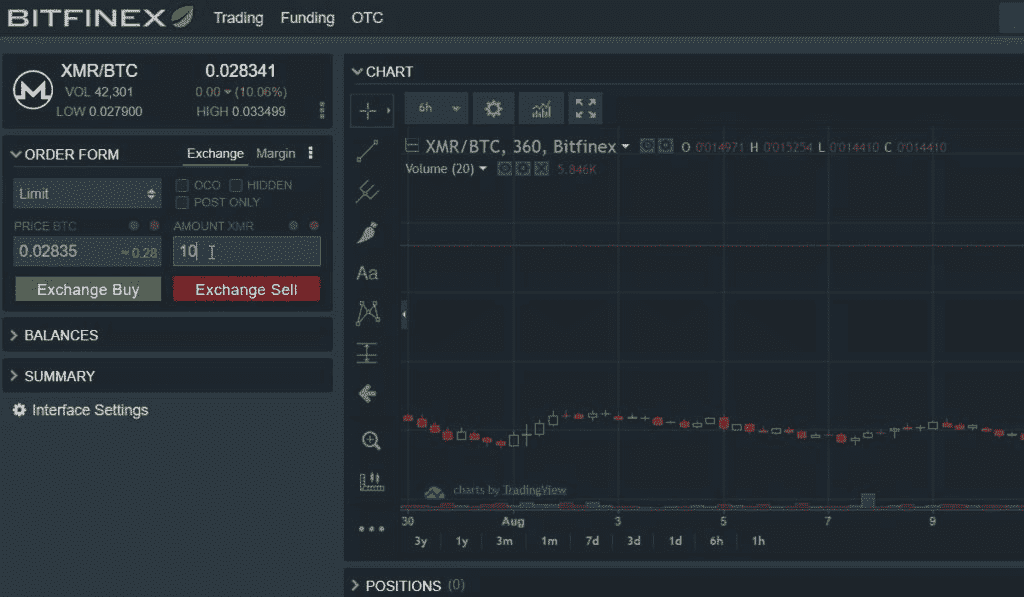 BITFINEX Trading Funding OTC
XMR/BTC 0.028341
VOL 42,301 0.00 (10.06%)
LOW 0.027900 HIGH 0.033499
ORDER FORM Exchange Margin
Limit OCO HIDDEN
POST ONLY
PRICE BTC AMOUNT XMR
0.02835 ≈0.28 10
Exchange Buy Exchange Sell
BALANCES
SUMMARY
Interface Settings
CHART
6h
XMR/BTC, 360, Bitfinex O 0'014971 H 0'015254 L 0'014410 C 0'014410
Volume (20) 5.846K
Aa
charts by TradingView
30 Aug 3 5 7 9
3y 1y 3m 1m 7d 3d 1d 6h 1h
POSITIONS (0)